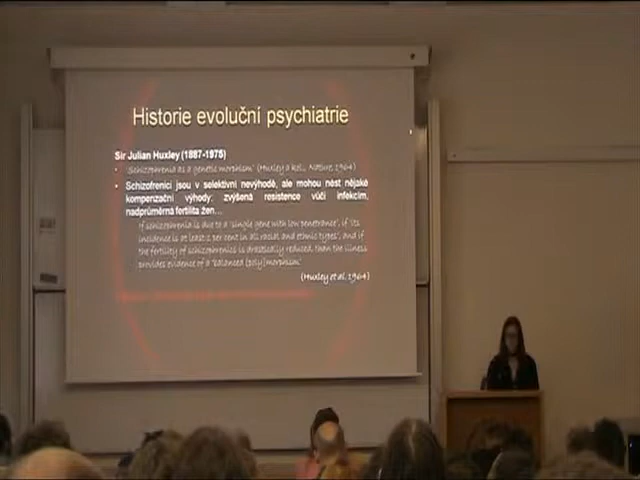 Historie evoluční psychiatrie
Sir Julian Huxley (1887-1975)
• 'Schizophrenia as a genetic morphism' (Huxley a kol., Nature, 1964)
• Schizofrenici jsou v selektivní nevýhodě, ale mohou nést nějaké
kompenzační výhody: zvýšená resistence vůči infekcím,
nadprůměrná fertilita žen…
If schizophrenia is due to a 'single gene with low penetrance', if 'its
incidence is at least 1 per cent in all racial and ethnic types', and if
the fertility of schizophrenics is drastically reduced, than the illness
provides evidence of a 'balanced (poly)morphism'
(Huxley et al. 1964)